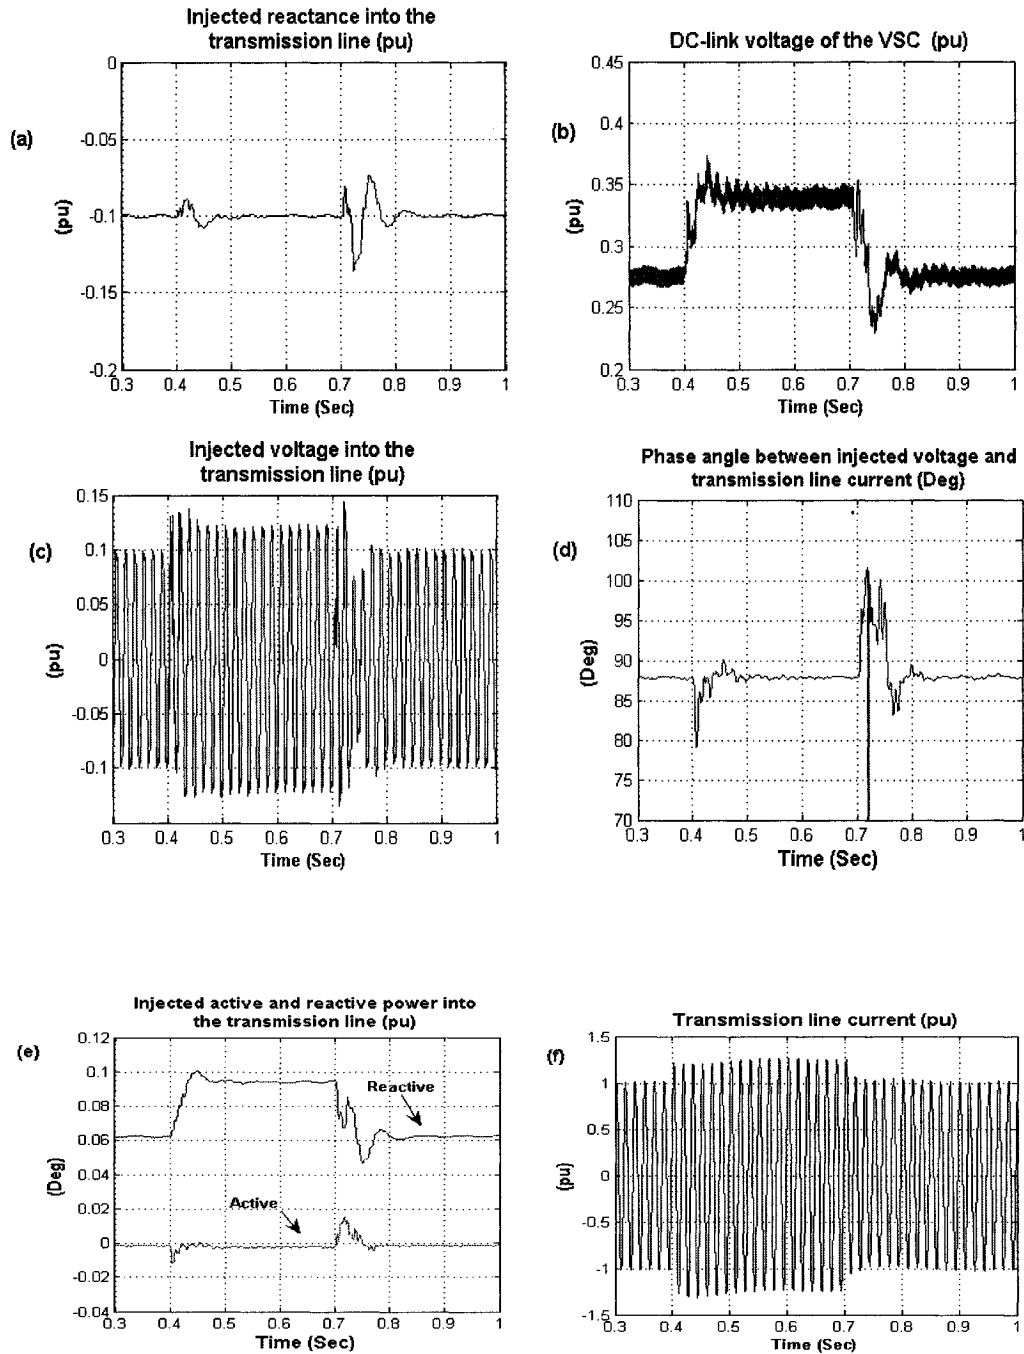 Injected reactance into the
transmission line (pu)
(a)
(pu)
0
-0.05
-0.1
-0.15
-0.2
0.3 0.4 0.5 0.6 0.7 0.8 0.9 1
Time (Sec)
DC-link voltage of the VSC (pu)
(b)
(pu)
0.45
0.4
0.35
0.3
0.25
0.2
0.3 0.4 0.5 0.6 0.7 0.8 0.9 1
Time (Sec)
Injected voltage into the
transmission line (pu)
(c)
(pu)
0.15
0.1
0.05
0
-0.05
-0.1
0.3 0.4 0.5 0.6 0.7 0.8 0.9 1
Time (Sec)
Phase angle between injected voltage and
transmission line current (Deg)
(d)
(Deg)
110
105
100
95
90
85
80
75
70
0.3 0.4 0.5 0.6 0.7 0.8 0.9 1
Time (Sec)
Injected active and reactive power into
the transmission line (pu)
(e)
(Deg)
0.12
0.1
0.08
0.06
0.04
0.02
0
-0.02
-0.04
Reactive
Active
0.3 0.4 0.5 0.6 0.7 0.8 0.9 1
Time (Sec)
Transmission line current (pu)
(f)
(pu)
1.5
1
0.5
0
-0.5
-1
-1.5
0.3 0.4 0.5 0.6 0.7 0.8 0.9 1
Time (Sec)